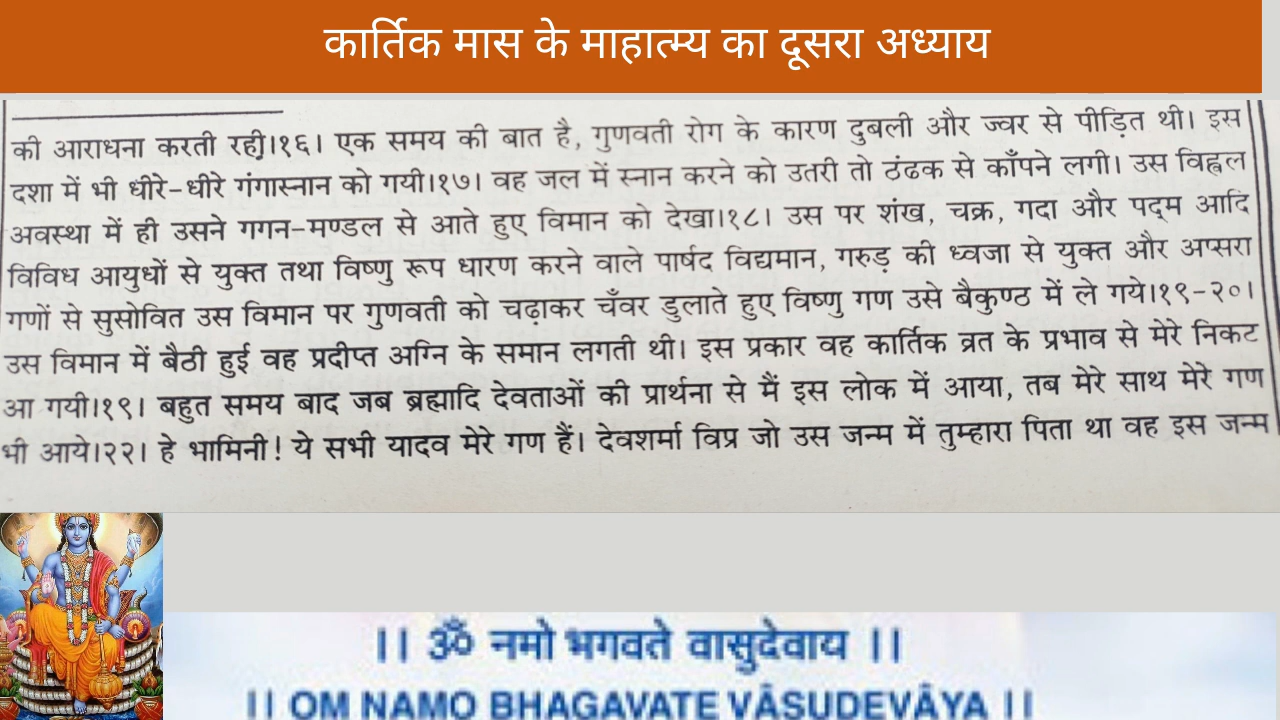 कार्तिक मास के माहात्म्य का दूसरा अध्याय
की आराधना करती रही।१६। एक समय की बात है, गुणवती रोग के कारण दुबली और ज्वर से पीड़ित थी। इस
दशा में भी धीरे-धीरे गंगास्नान को गयी।१७। वह जल में स्नान करने को उतरी तो ठंढक से काँपने लगी। उस विह्वल
अवस्था में ही उसने गगन-मण्डल से आते हुए विमान को देखा।१८। उस पर शंख, चक्र, गदा और पद्म आदि
विविध आयुधों से युक्त तथा विष्णु रूप धारण करने वाले पार्षद विद्यमान, गरुड़ की ध्वजा से युक्त और अप्सरा
गणों से सुसोवित उस विमान पर गुणवती को चढ़ाकर चँवर डुलाते हुए विष्णु गण उसे बैकुण्ठ में ले गये।१९-२०।
उस विमान में बैठी हुई वह प्रदीप्त अग्नि के समान लगती थी। इस प्रकार वह कार्तिक व्रत के प्रभाव से मेरे निकट
आ गयी।१९। बहुत समय बाद जब ब्रह्मादि देवताओं की प्रार्थना से मैं इस लोक में आया, तब मेरे साथ मेरे गण
भी आये।२२। हे भामिनी! ये सभी यादव मेरे गण हैं। देवशर्मा विप्र जो उस जन्म में तुम्हारा पिता था वह इस जन्म
।। ॐ नमो भगवते वासुदेवाय ।।
|| OM NAMO BHAGAVATE VÂSUDEVÂYA ||